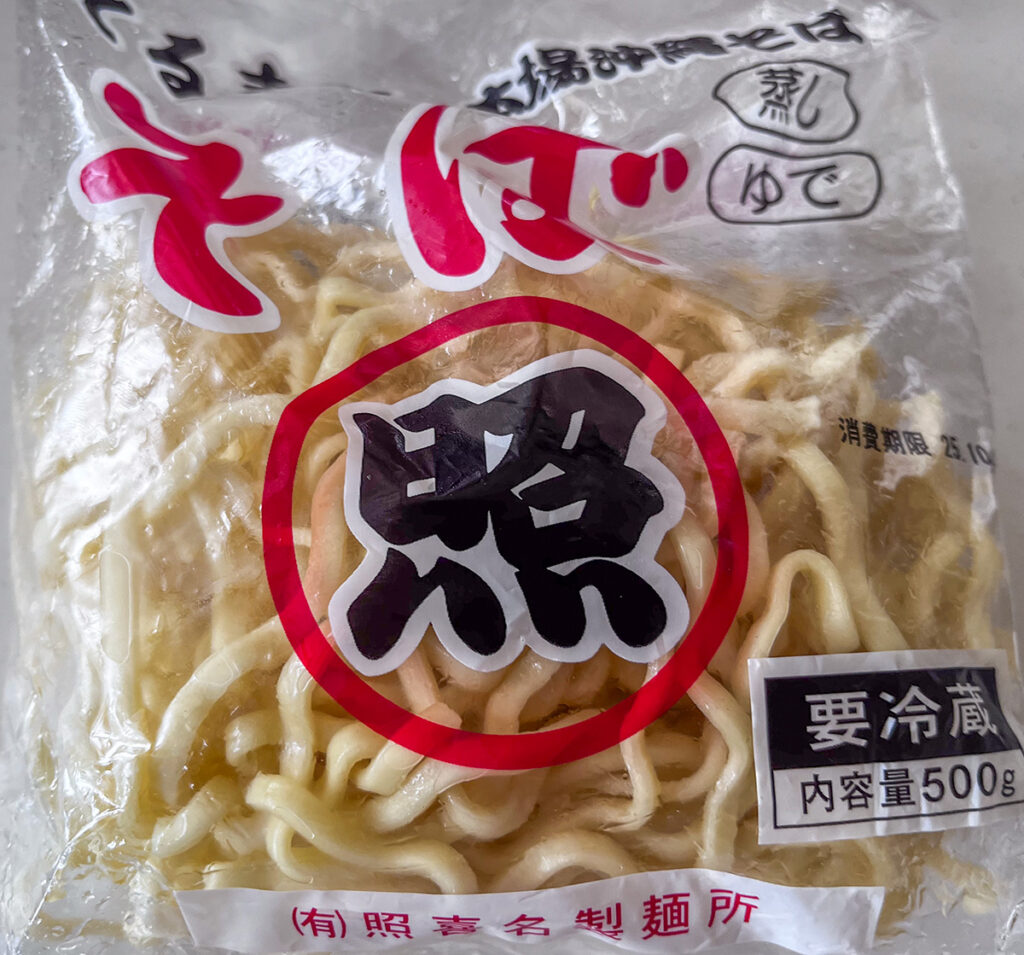 本場沖縄そば
蒸し
ゆで
そば
照
消費期限 25.10
要冷蔵
内容量500g
(有)照喜名製麺所